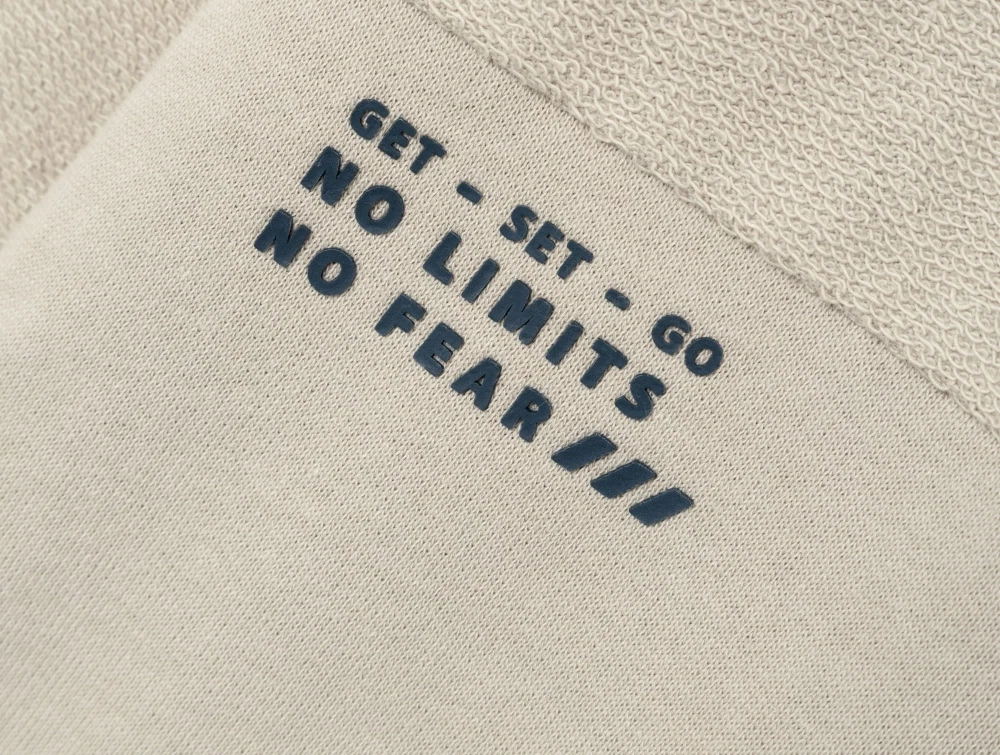 GET - SET - GO
NO LIMITS
NO FEAR///